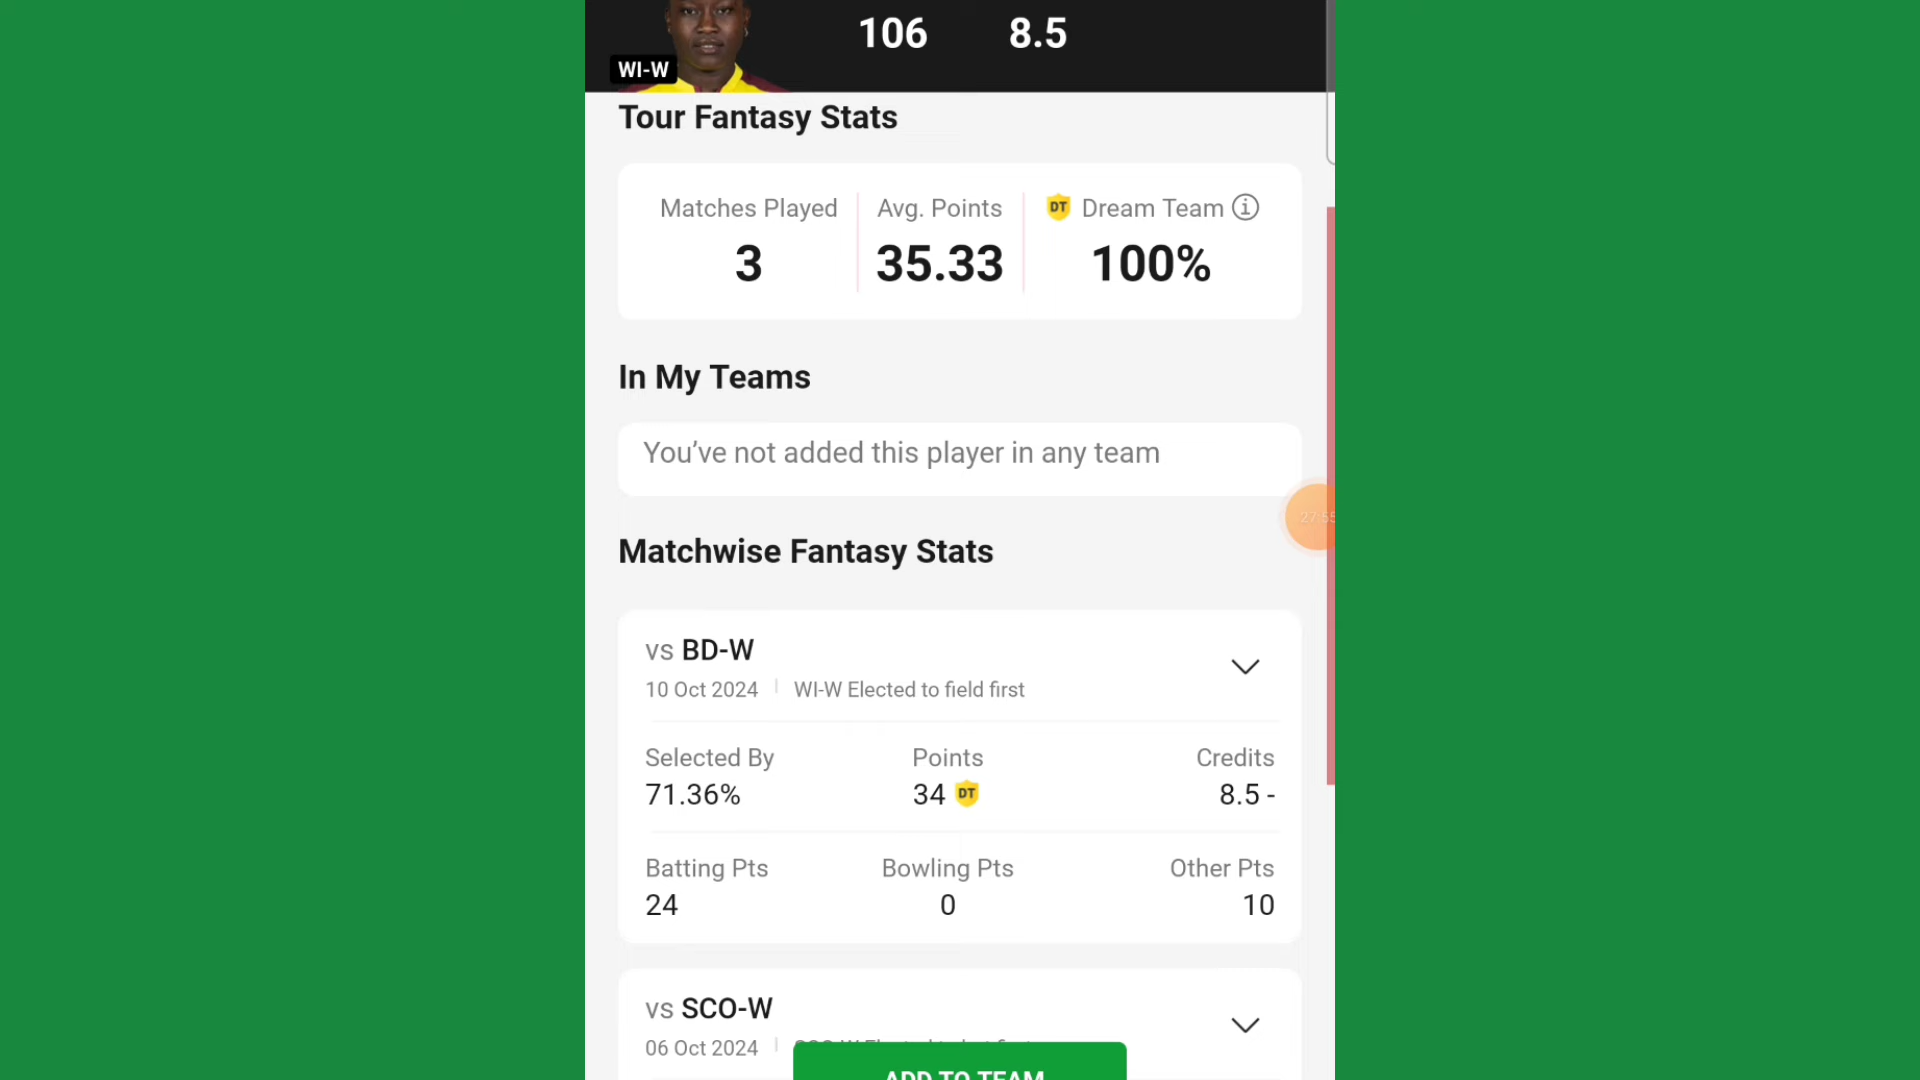 106 8.5
WI-W
Tour Fantasy Stats
Matches Played Avg. Points DT Dream Team
3 35.33 100%
In My Teams
You've not added this player in any team
Matchwise Fantasy Stats
vs BD-W
10 Oct 2024 WI-W Elected to field first
Selected By Points Credits
71.36% 34 DT 8.5 -
Batting Pts Bowling Pts Other Pts
24 0 10
vs SCO-W
06 Oct 2024
ADD TO TEAM